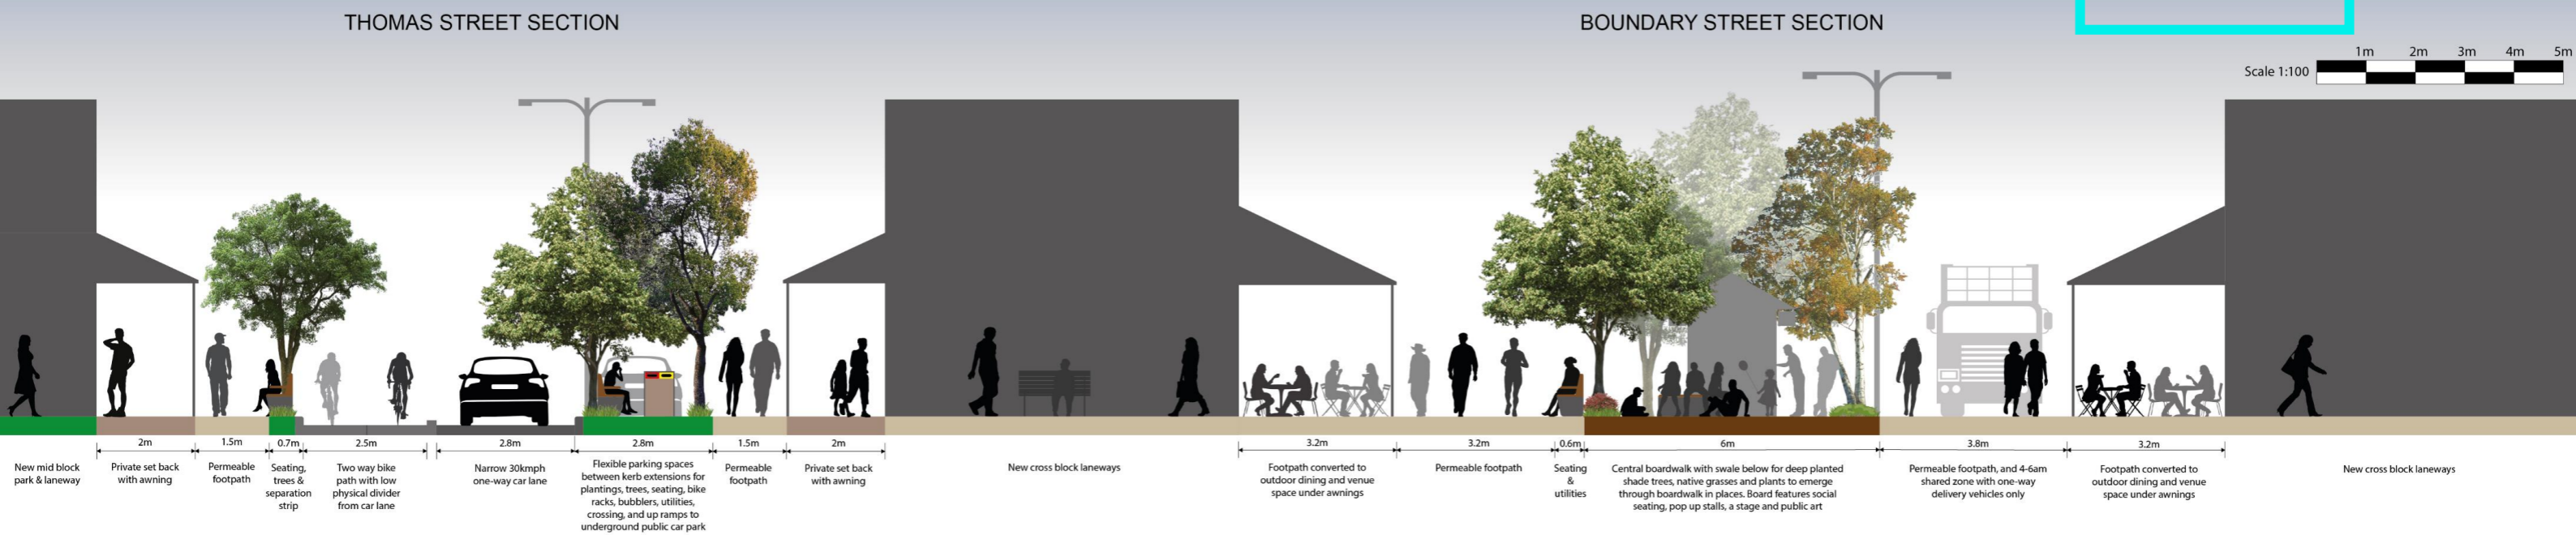 THOMAS STREET SECTION
BOUNDARY STREET SECTION
1m 2m 3m 4m 5m
Scale 1:100
2m
1.5m
0.7m
2.5m
2.8m
2.8m
1.5m
2m
3.2m
3.2m
0.6m
6m
3.8m
3.2m
New mid block
park & laneway
Private set back
with awning
Permeable
footpath
Seating,
trees &
separation
strip
Two way bike
path with low
physical divider
from car lane
Narrow 30kmph
one-way car lane
Flexible parking spaces
between kerb extensions for
plantings, trees, seating, bike
racks, bubblers, utilities,
crossing, and up ramps to
underground public car park
Permeable
footpath
Private set back
with awning
New cross block laneways
Footpath converted to
outdoor dining and venue
space under awnings
Permeable footpath
Seating
&
utilities
Central boardwalk with swale below for deep planted
shade trees, native grasses and plants to emerge
through boardwalk in places. Board features social
seating, pop up stalls, a stage and public art
Permeable footpath, and 4-6am
shared zone with one-way
delivery vehicles only
Footpath converted to
outdoor dining and venue
space under awnings
New cross block laneways